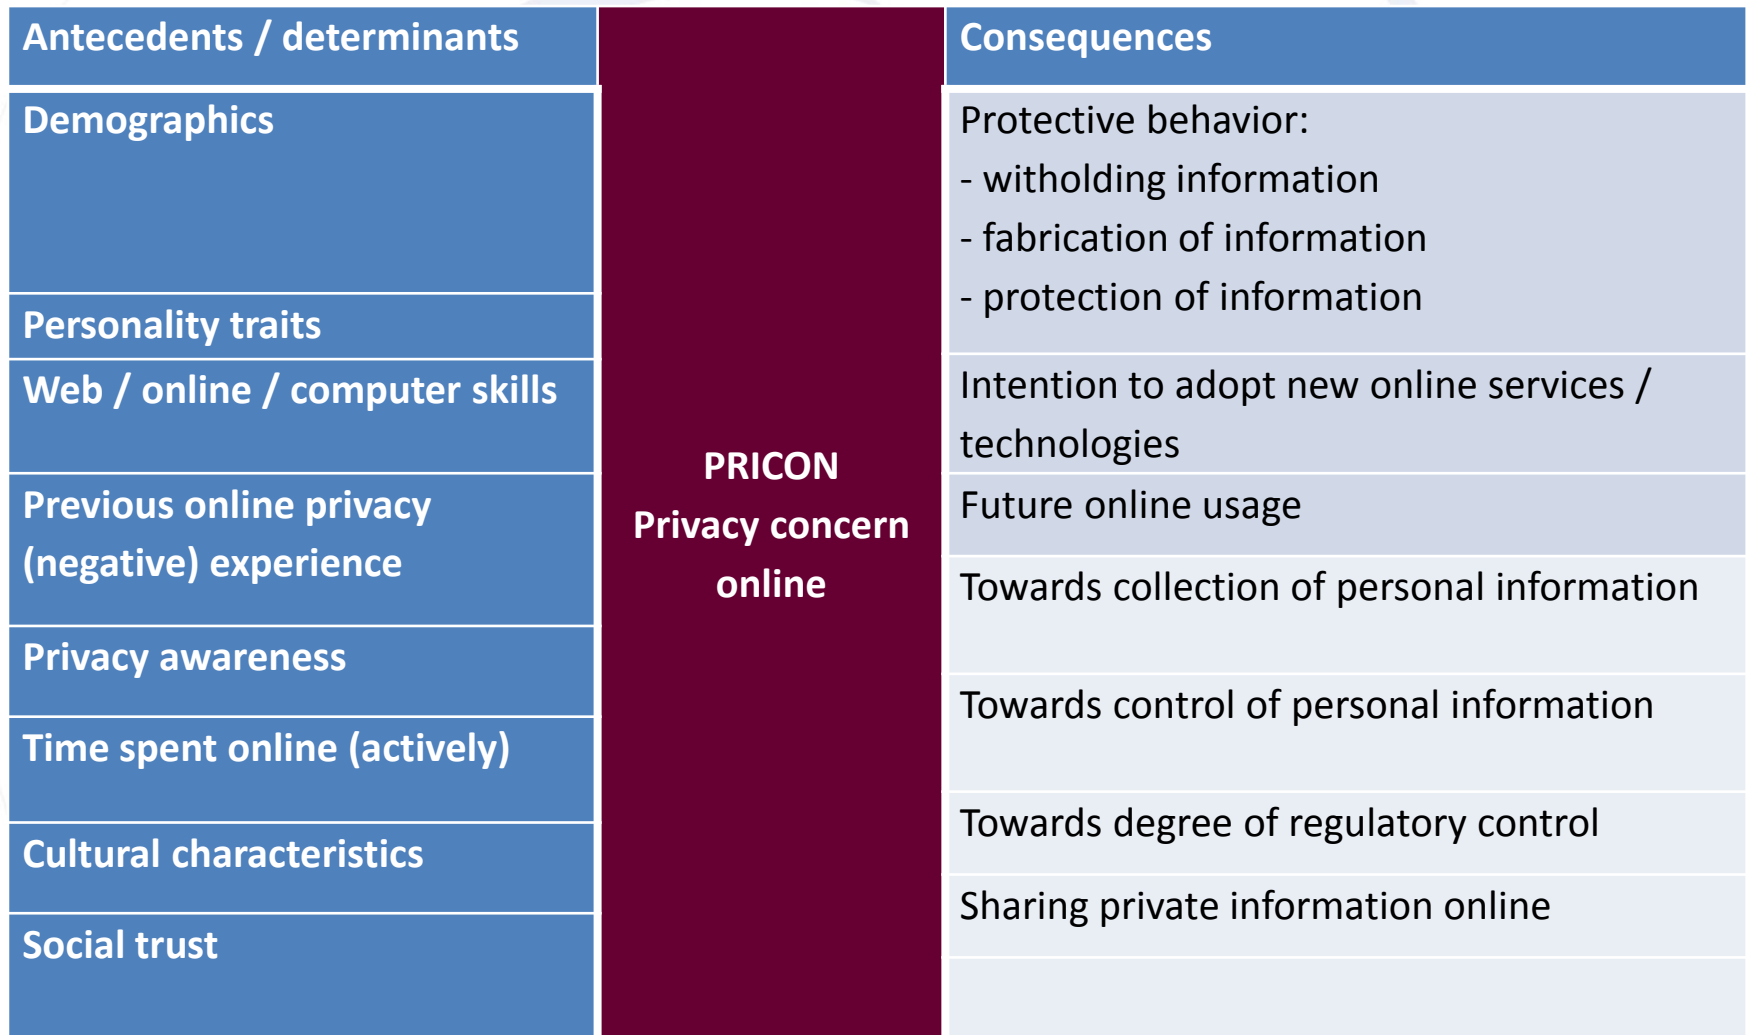 Antecedents / determinants
Demographics
Personality traits
Web / online / computer skills
Previous online privacy
(negative) experience
Privacy awareness
Time spent online (actively)
Cultural characteristics
Social trust
PRICON
Privacy concern
online
Consequences
Protective behavior:
- witholding information
- fabrication of information
- protection of information
Intention to adopt new online services /
technologies
Future online usage
Towards collection of personal information
Towards control of personal information
Towards degree of regulatory control
Sharing private information online